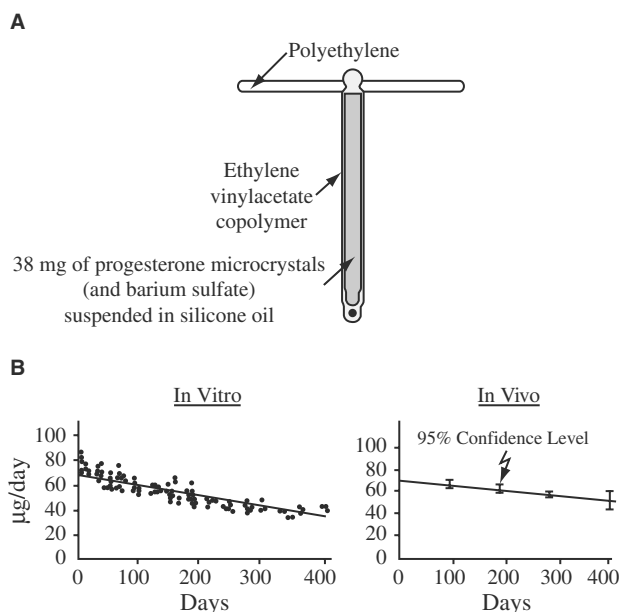 A
Polyethylene
Ethylene
vinylacetate
copolymer
38 mg of progesterone microcrystals
(and barium sulfate)
suspended in silicone oil
B
In Vitro
µg/day
100
80
60
40
20
0
0 100 200 300 400
Days
In Vivo
95% Confidence Level
100
80
60
40
20
0
0 100 200 300 400
Days